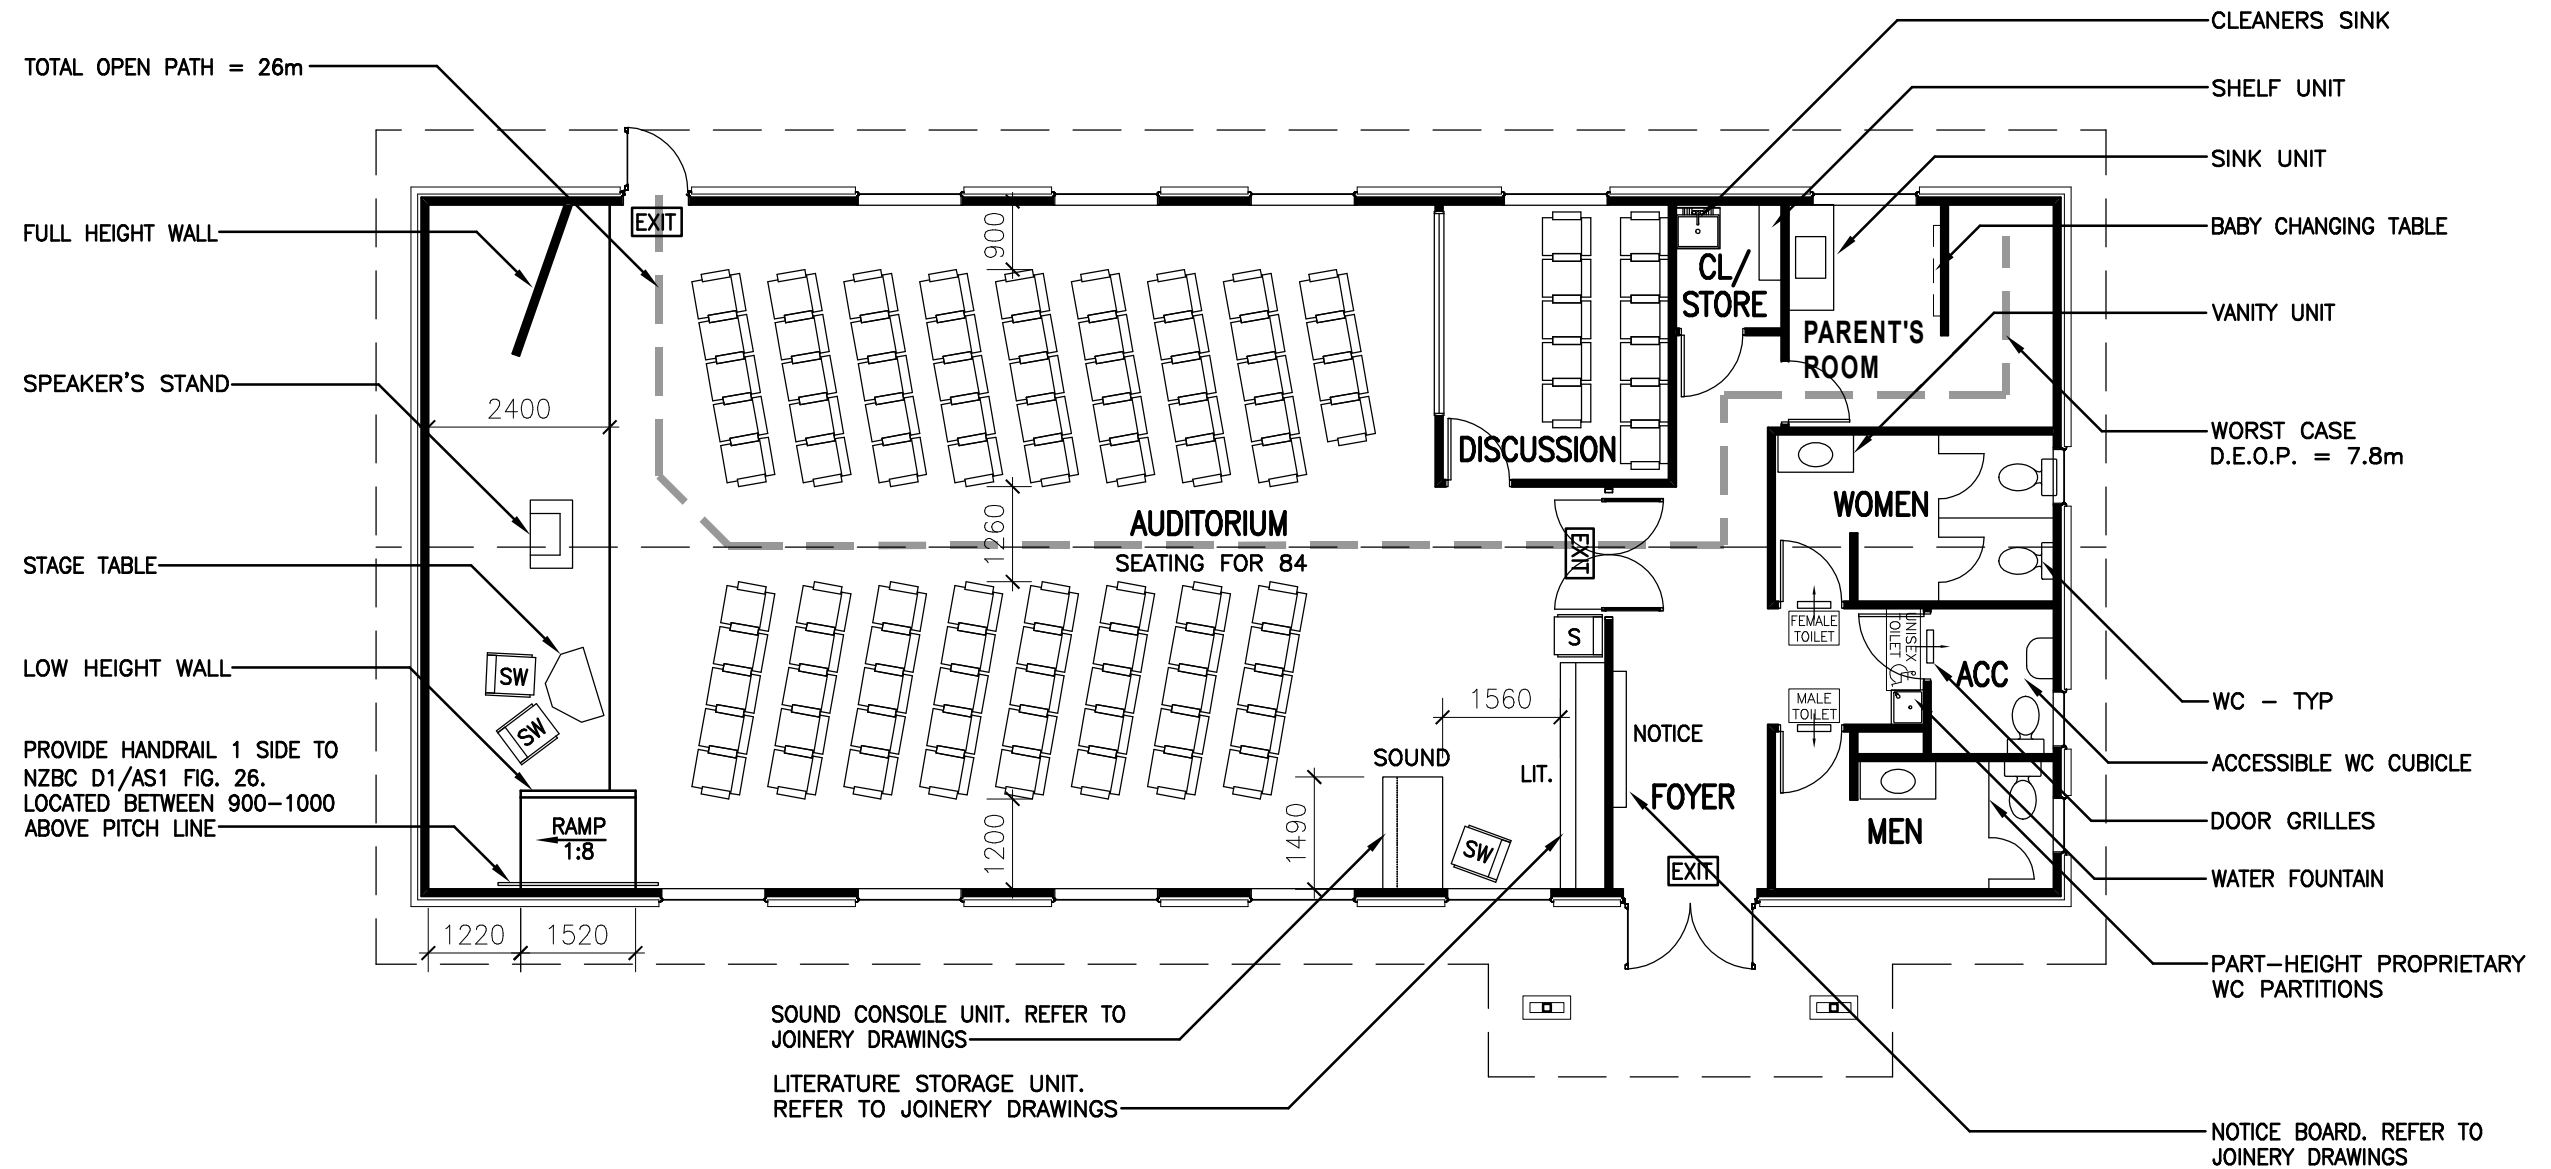 CLEANERS SINK
TOTAL OPEN PATH = 26m
SHELF UNIT
SINK UNIT
EXIT
900
FULL HEIGHT WALL
BABY CHANGING TABLE
CL/
STORE
VANITY UNIT
PARENT'S
ROOM
SPEAKER'S STAND
2400
DISCUSSION
WORST CASE
D.E.O.P. = 7.8m
WOMEN
AUDITORIUM
SEATING FOR 84
1260
EXIT
STAGE TABLE
FEMALE
TOILET
UNISEX &
TOILET
S
LOW HEIGHT WALL
SW
ACC
SW
1560
MALE
TOILET
WC - TYP
NOTICE
PROVIDE HANDRAIL 1 SIDE TO
NZBC D1/AS1 FIG. 26.
LOCATED BETWEEN 900-1000
ABOVE PITCH LINE
SOUND
LIT.
ACCESSIBLE WC CUBICLE
FOYER
RAMP
1:8
1200
1490
SW
MEN
DOOR GRILLES
EXIT
WATER FOUNTAIN
1220
1520
PART-HEIGHT PROPRIETARY
WC PARTITIONS
SOUND CONSOLE UNIT. REFER TO
JOINERY DRAWINGS
LITERATURE STORAGE UNIT.
REFER TO JOINERY DRAWINGS
NOTICE BOARD. REFER TO
JOINERY DRAWINGS